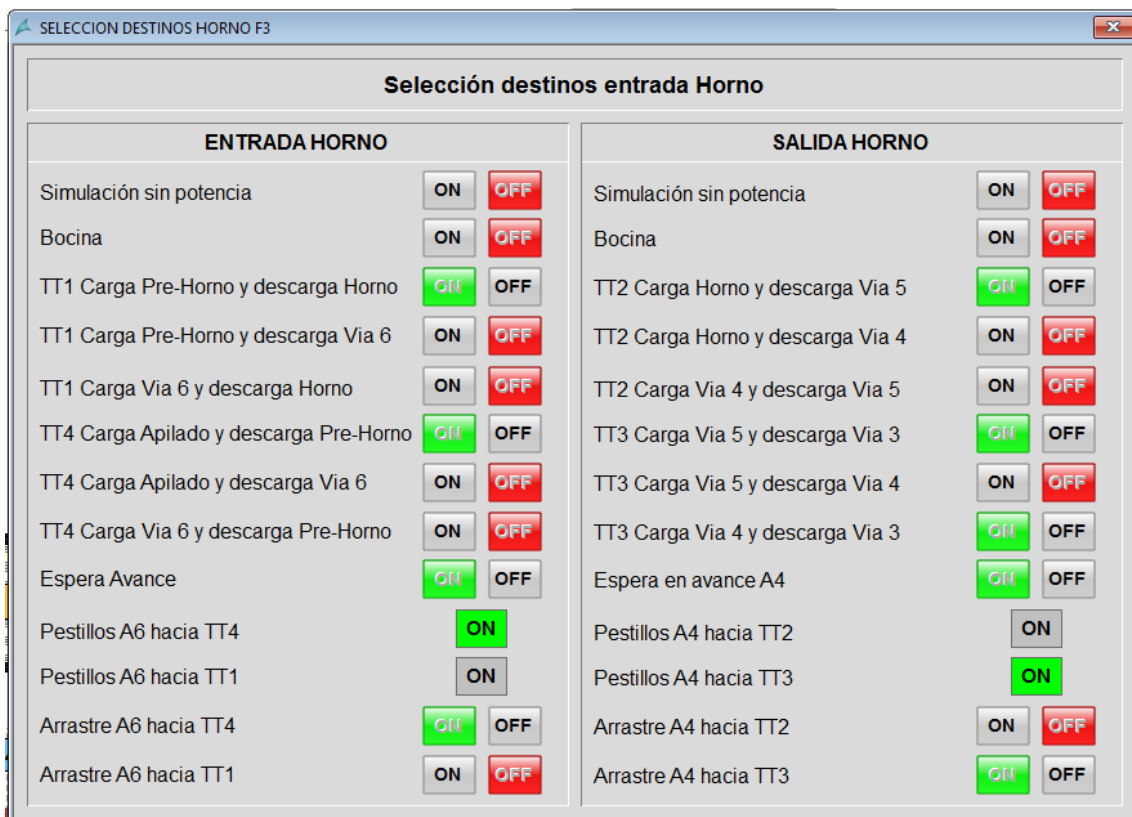 SELECCION DESTINOS HORNO F3
Selección destinos entrada Horno
ENTRADA HORNO
Simulación sin potencia ON OFF
Bocina ON OFF
TT1 Carga Pre-Horno y descarga Horno ON OFF
TT1 Carga Pre-Horno y descarga Via 6 ON OFF
TT1 Carga Via 6 y descarga Horno ON OFF
TT4 Carga Apilado y descarga Pre-Horno ON OFF
TT4 Carga Apilado y descarga Via 6 ON OFF
TT4 Carga Via 6 y descarga Pre-Horno ON OFF
Espera Avance ON OFF
Pestillos A6 hacia TT4 ON
Pestillos A6 hacia TT1 ON
Arrastre A6 hacia TT4 ON OFF
Arrastre A6 hacia TT1 ON OFF
SALIDA HORNO
Simulación sin potencia ON OFF
Bocina ON OFF
TT2 Carga Horno y descarga Via 5 ON OFF
TT2 Carga Horno y descarga Via 4 ON OFF
TT2 Carga Via 4 y descarga Via 5 ON OFF
TT3 Carga Via 5 y descarga Via 3 ON OFF
TT3 Carga Via 5 y descarga Via 4 ON OFF
TT3 Carga Via 4 y descarga Via 3 ON OFF
Espera en avance A4 ON OFF
Pestillos A4 hacia TT2 ON
Pestillos A4 hacia TT3 ON
Arrastre A4 hacia TT2 ON OFF
Arrastre A4 hacia TT3 ON OFF